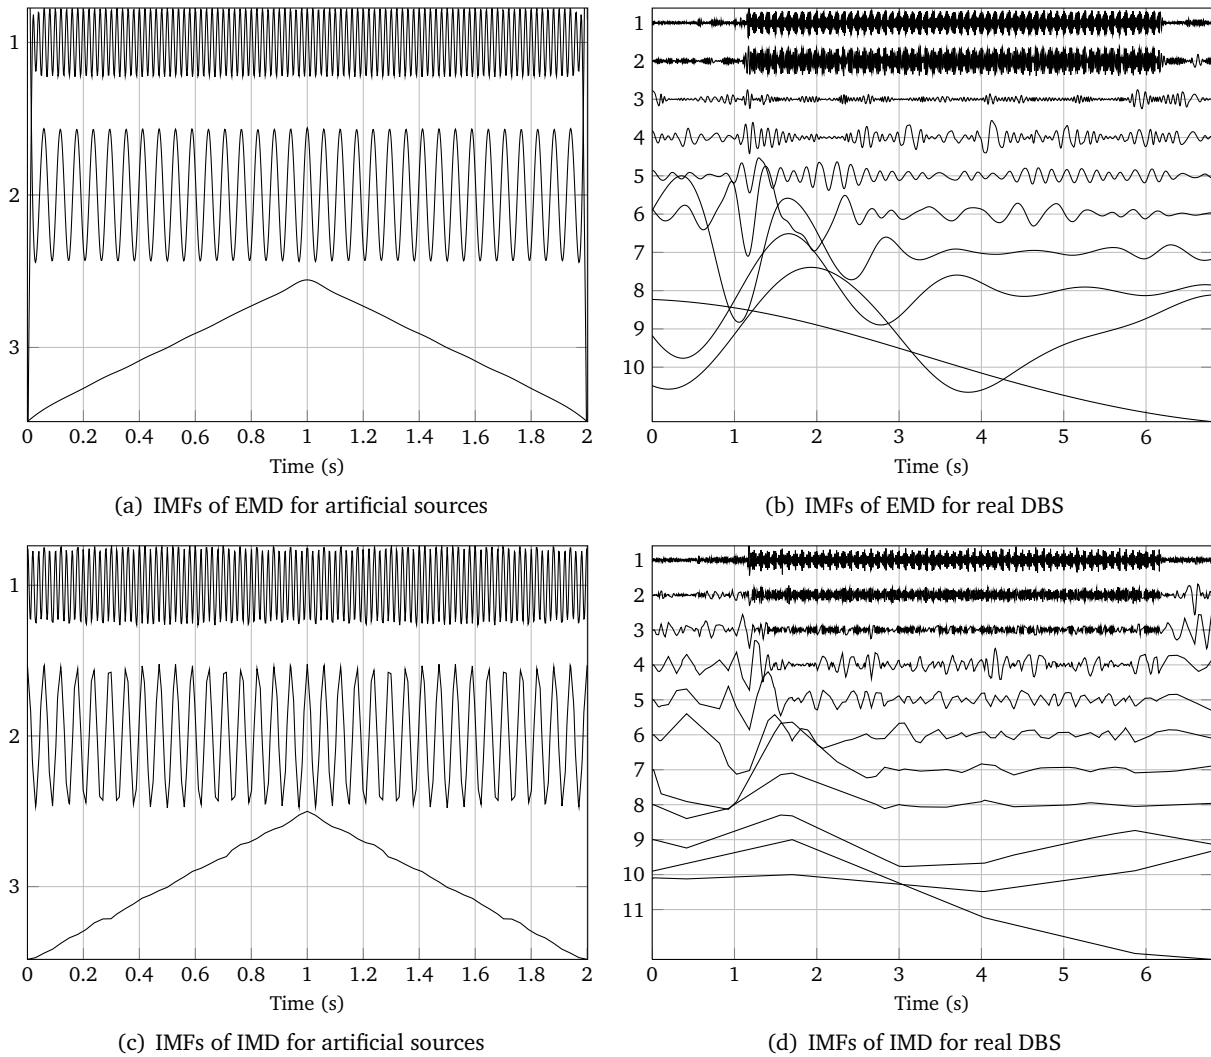 1
2
3
0 0.2 0.4 0.6 0.8 1 1.2 1.4 1.6 1.8 2
Time (s)
(a) IMFs of EMD for artificial sources
1
2
3
4
5
6
7
8
9
10
0 1 2 3 4 5 6
Time (s)
(b) IMFs of EMD for real DBS
1
2
3
0 0.2 0.4 0.6 0.8 1 1.2 1.4 1.6 1.8 2
Time (s)
(c) IMFs of IMD for artificial sources
1
2
3
4
5
6
7
8
9
10
11
0 1 2 3 4 5 6
Time (s)
(d) IMFs of IMD for real DBS